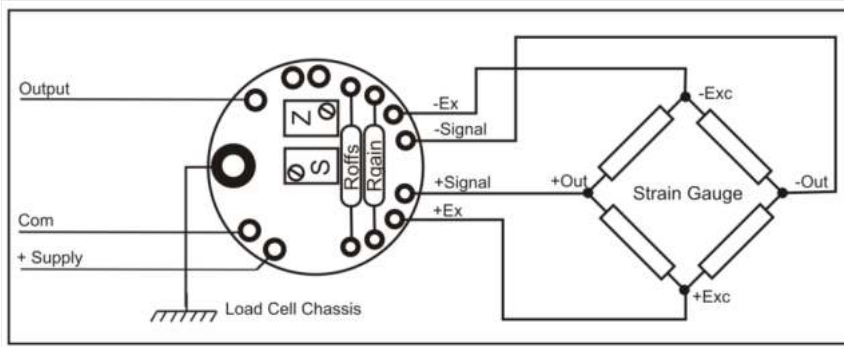 Output
-Ex
-Exc
Z
-Signal
S
Roffs
Rgain
+Signal
+Out
Strain Gauge
-Out
Com
+Ex
+ Supply
+Exc
Load Cell Chassis